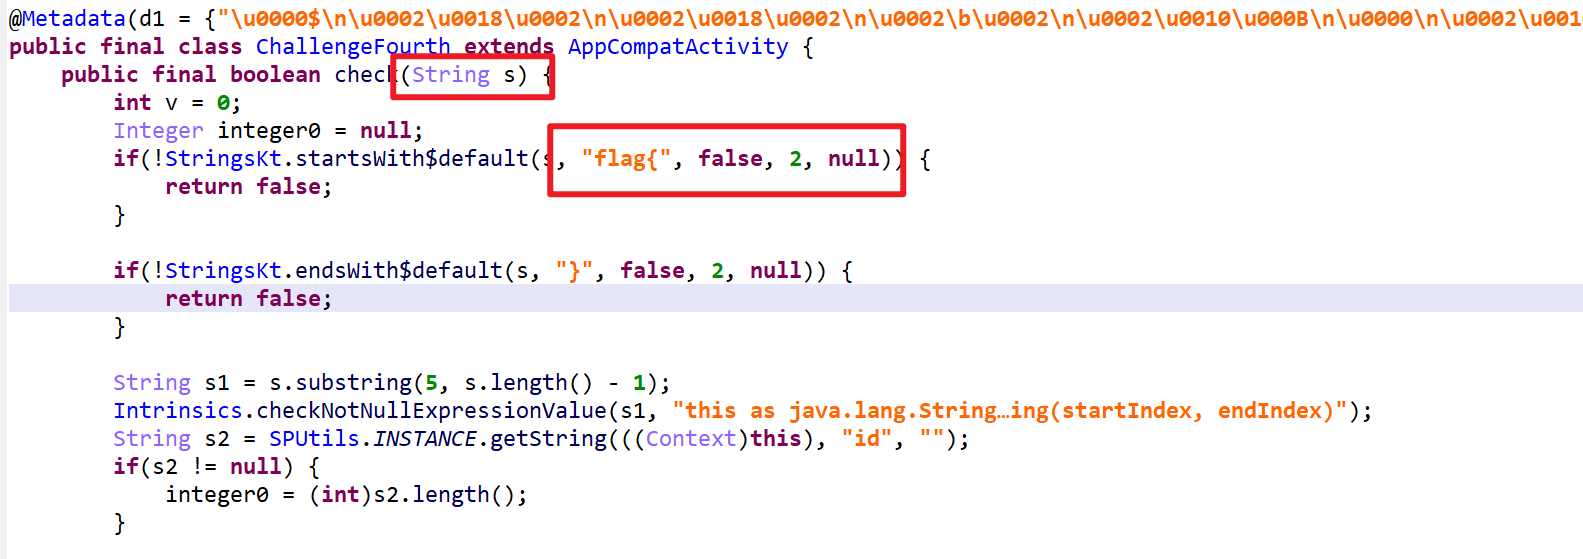 @Metadata(d1 = {"\u0000$\n\u0002\u0018\u0002\n\u0002\u0018\u0002\n\u0002\b\u0002\n\u0002\u0010\u000B\n\u0000\n\u0002\u001
public final class ChallengeFourth extends AppCompatActivity {
public final boolean check(String s) {
int v = 0;
Integer integer0 = null;
if(!StringsKt.startsWith$default(s, "flag{", false, 2, null)) {
return false;
}
if(!StringsKt.endsWith$default(s, "}", false, 2, null)) {
return false;
}
String s1 = s.substring(5, s.length() - 1);
Intrinsics.checkNotNullExpressionValue(s1, "this as java.lang.String…ing(startIndex, endIndex)");
String s2 = SPUtils.INSTANCE.getString(((Context)this), "id", "");
if(s2 != null) {
integer0 = (int)s2.length();
}